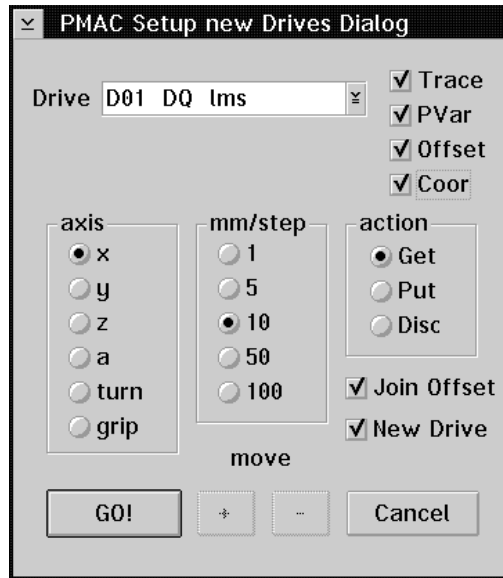 PMAC Setup new Drives Dialog
Drive D01 DQ lms
Trace
PVar
Offset
Coor
axis
x
y
z
a
turn
grip
mm/step
1
5
10
50
100
action
Get
Put
Disc
Join Offset
New Drive
move
GO!
+
-
Cancel